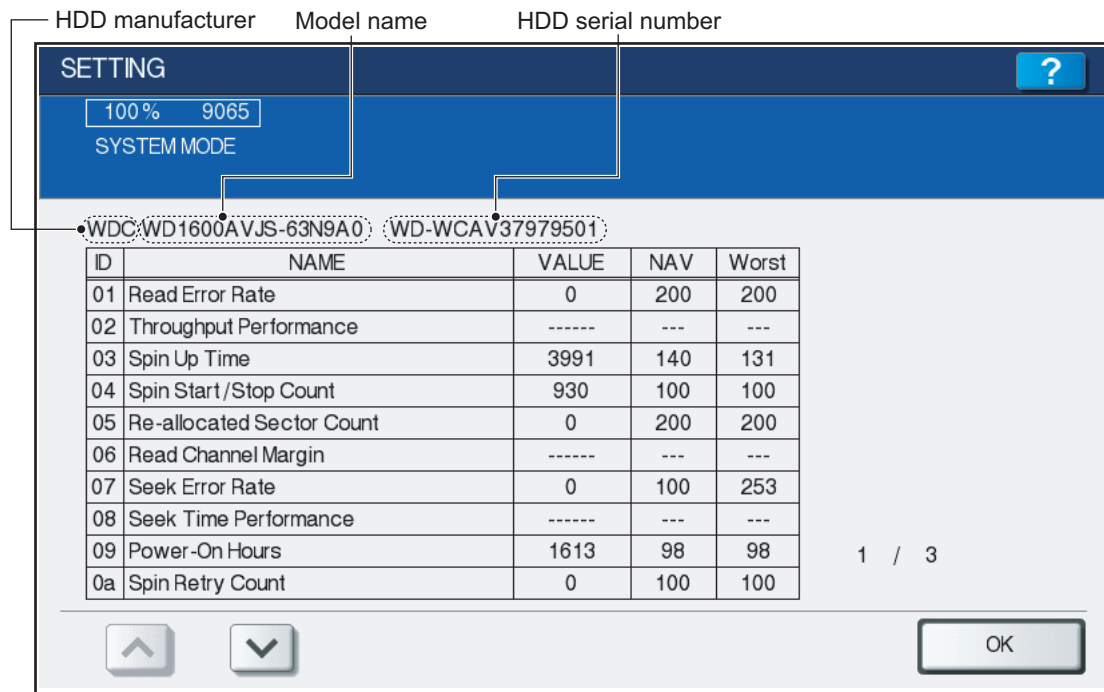 HDD manufacturer Model name HDD serial number
SETTING ?
100% 9065
SYSTEM MODE
WDC WD1600AVJS-63N9A0 WD-WCAV37979501
ID NAME VALUE NAV Worst
01 Read Error Rate 0 200 200
02 Throughput Performance ------ --- ---
03 Spin Up Time 3991 140 131
04 Spin Start/Stop Count 930 100 100
05 Re-allocated Sector Count 0 200 200
06 Read Channel Margin ------ --- ---
07 Seek Error Rate 0 100 253
08 Seek Time Performance ------ --- ---
09 Power-On Hours 1613 98 98 1 / 3
0a Spin Retry Count 0 100 100
OK